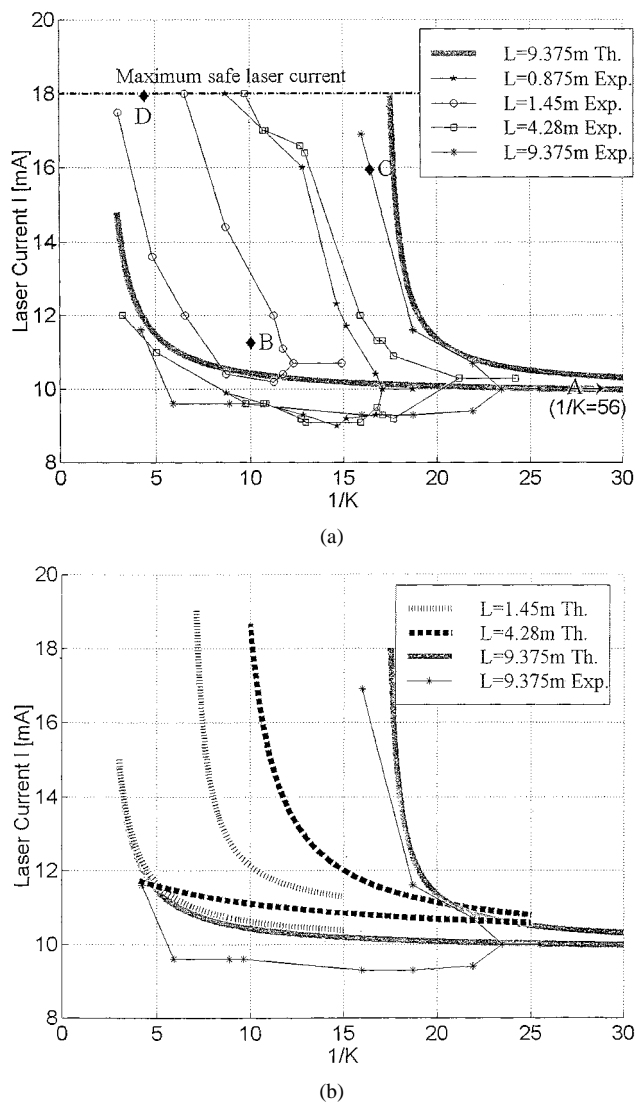 20
18
16
14
12
10
8
0
5
10
15
20
25
30
Laser Current I [mA]
1/K
Maximum safe laser current
D
B
C
A
(1/K=56)
L=9.375m Th.
L=0.875m Exp.
L=1.45m Exp.
L=4.28m Exp.
L=9.375m Exp.
(a)
20
18
16
14
12
10
8
0
5
10
15
20
25
30
Laser Current I [mA]
1/K
L=1.45m Th.
L=4.28m Th.
L=9.375m Th.
L=9.375m Exp.
(b)